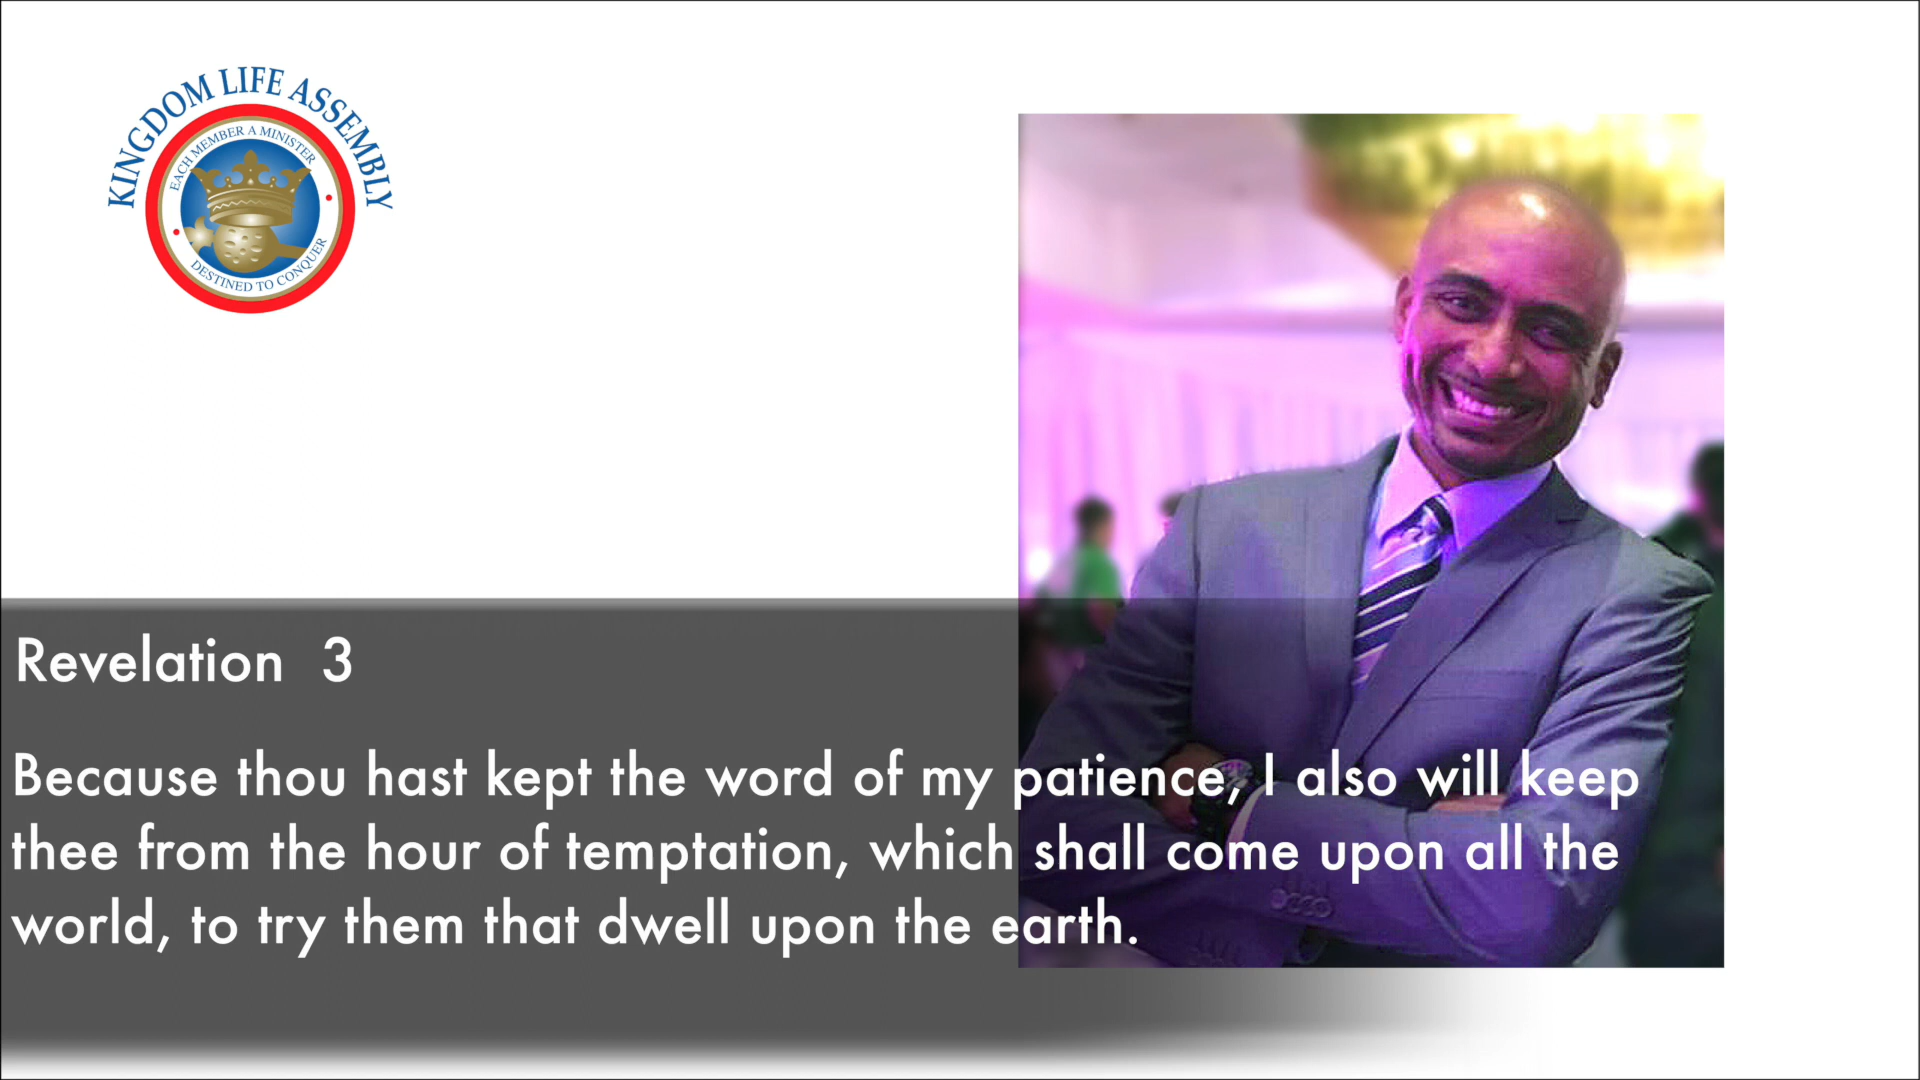 KINGDOM LIFE ASSEMBLY
EACH MEMBER A MINISTER
DESTINED TO CONQUER
Revelation 3
Because thou hast kept the word of my patience, I also will keep
thee from the hour of temptation, which shall come upon all the
world, to try them that dwell upon the earth.